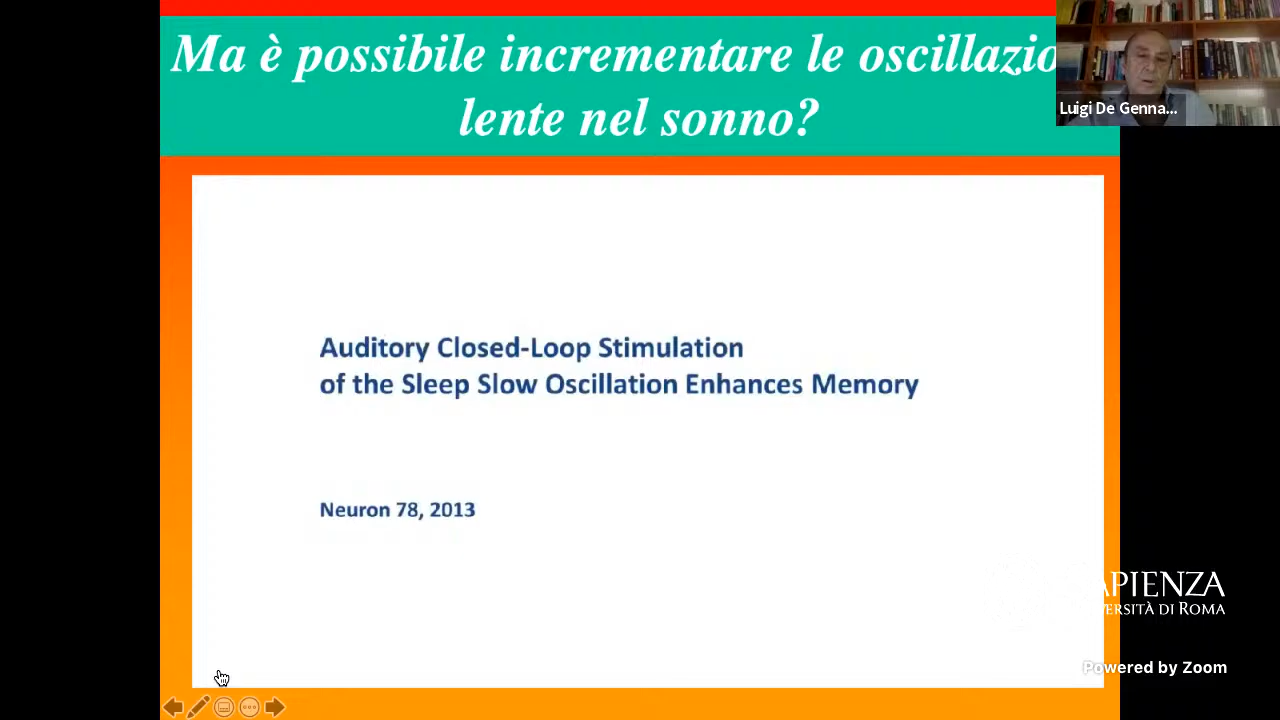 Ma è possibile incrementare le oscillazio
lente nel sonno?
Luigi De Genna...
Auditory Closed-Loop Stimulation
of the Sleep Slow Oscillation Enhances Memory
Neuron 78, 2013
APIENZA
ERSITÀ DI ROMA
Powered by Zoom